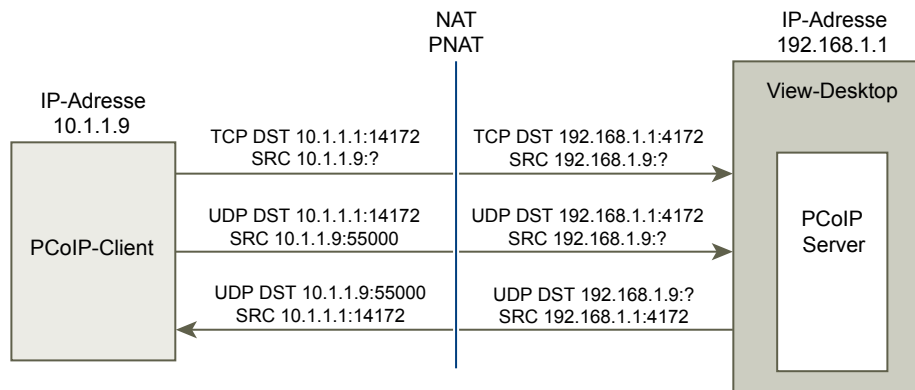 NAT
PNAT
IP-Adresse
192.168.1.1
View-Desktop
IP-Adresse
10.1.1.9
TCP DST 10.1.1.1:14172
SRC 10.1.1.9:?
TCP DST 192.168.1.1:4172
SRC 192.168.1.9:?
UDP DST 10.1.1.1:14172
SRC 10.1.1.9:55000
UDP DST 192.168.1.1:4172
SRC 192.168.1.9:?
PCoIP-Client
PCoIP
Server
UDP DST 10.1.1.9:55000
SRC 10.1.1.1:14172
UDP DST 192.168.1.9:?
SRC 192.168.1.1:4172